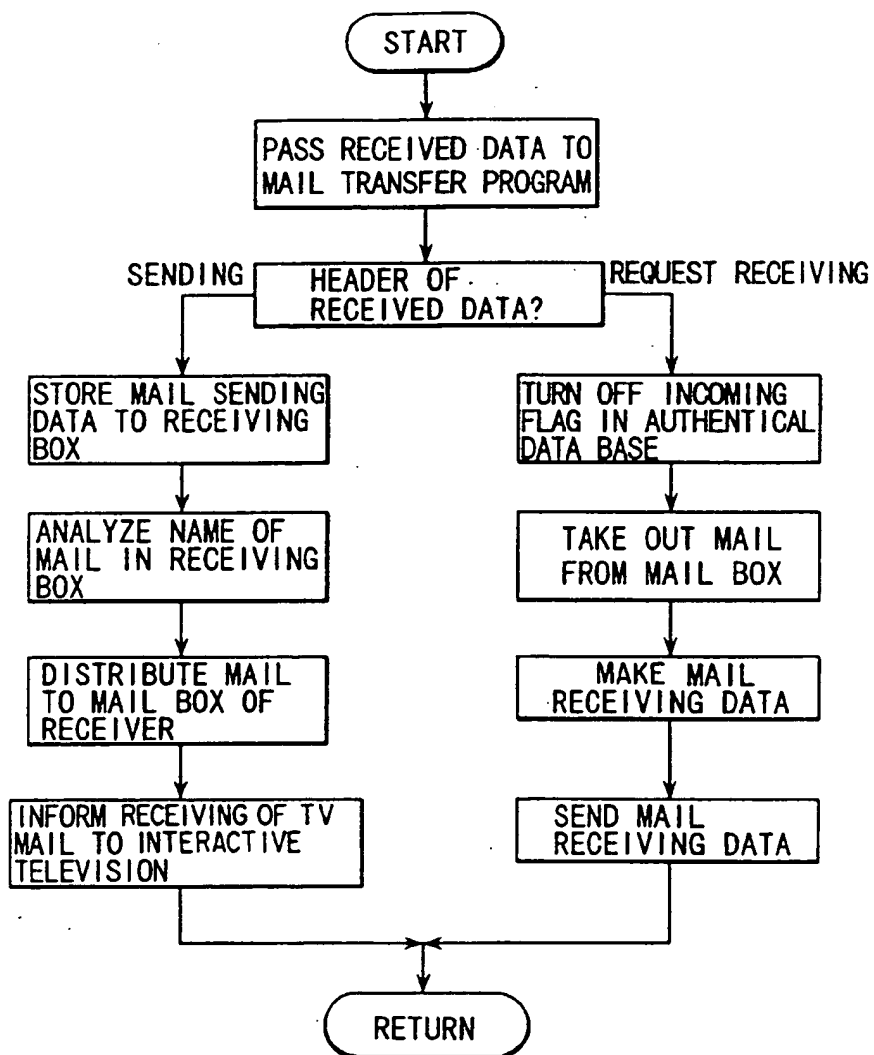 START
PASS RECEIVED DATA TO
MAIL TRANSFER PROGRAM
SENDING
HEADER OF
RECEIVED DATA?
REQUEST RECEIVING
STORE MAIL SENDING
DATA TO RECEIVING
BOX
ANALYZE NAME OF
MAIL IN RECEIVING
BOX
DISTRIBUTE MAIL
TO MAIL BOX OF
RECEIVER
INFORM RECEIVING OF TV
MAIL TO INTERACTIVE
TELEVISION
TURN OFF INCOMING
FLAG IN AUTHENTICAL
DATA BASE
TAKE OUT MAIL
FROM MAIL BOX
MAKE MAIL
RECEIVING DATA
SEND MAIL
RECEIVING DATA
RETURN